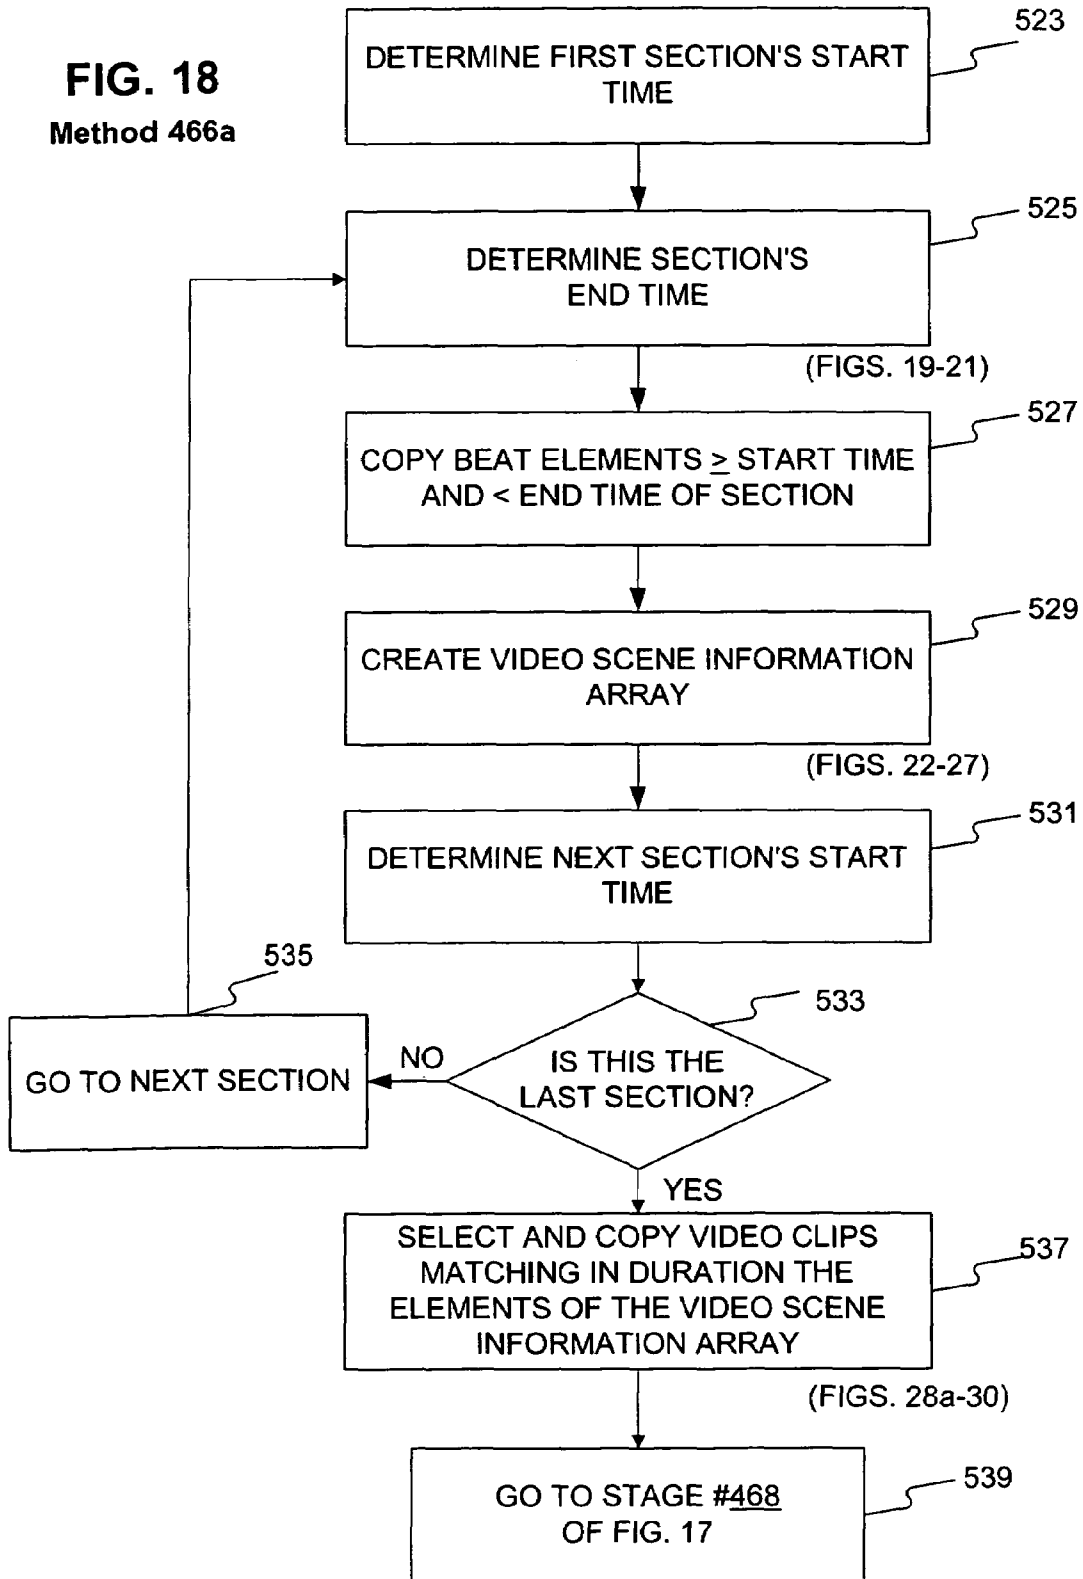 FIG. 18
Method 466a
DETERMINE FIRST SECTION'S START
TIME
523
DETERMINE SECTION'S
END TIME
525
(FIGS. 19-21)
COPY BEAT ELEMENTS ≥ START TIME
AND < END TIME OF SECTION
527
CREATE VIDEO SCENE INFORMATION
ARRAY
529
(FIGS. 22-27)
DETERMINE NEXT SECTION'S START
TIME
531
IS THIS THE
LAST SECTION?
533
NO
GO TO NEXT SECTION
535
YES
SELECT AND COPY VIDEO CLIPS
MATCHING IN DURATION THE
ELEMENTS OF THE VIDEO SCENE
INFORMATION ARRAY
537
(FIGS. 28a-30)
GO TO STAGE #468
OF FIG. 17
539